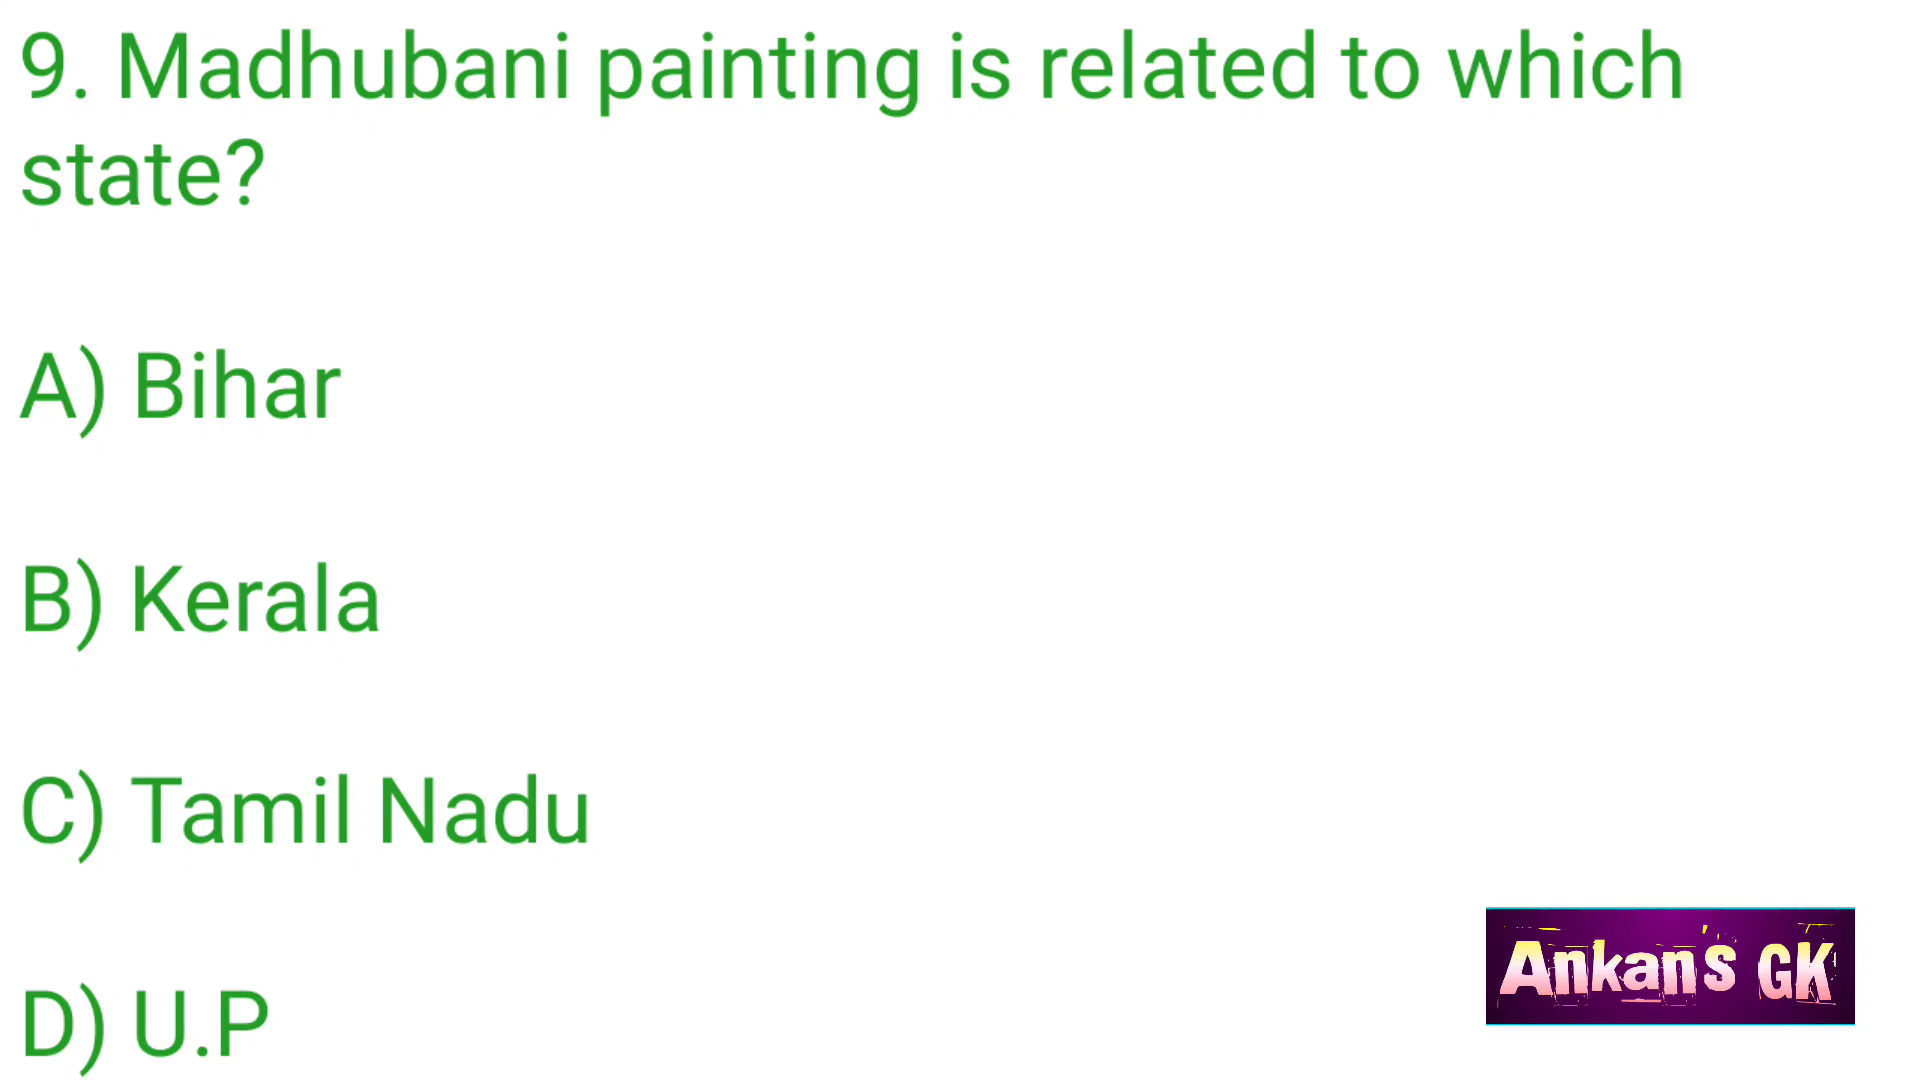 9. Madhubani painting is related to which
state?
A) Bihar
B) Kerala
C) Tamil Nadu
D) U.P
Ankan's GK